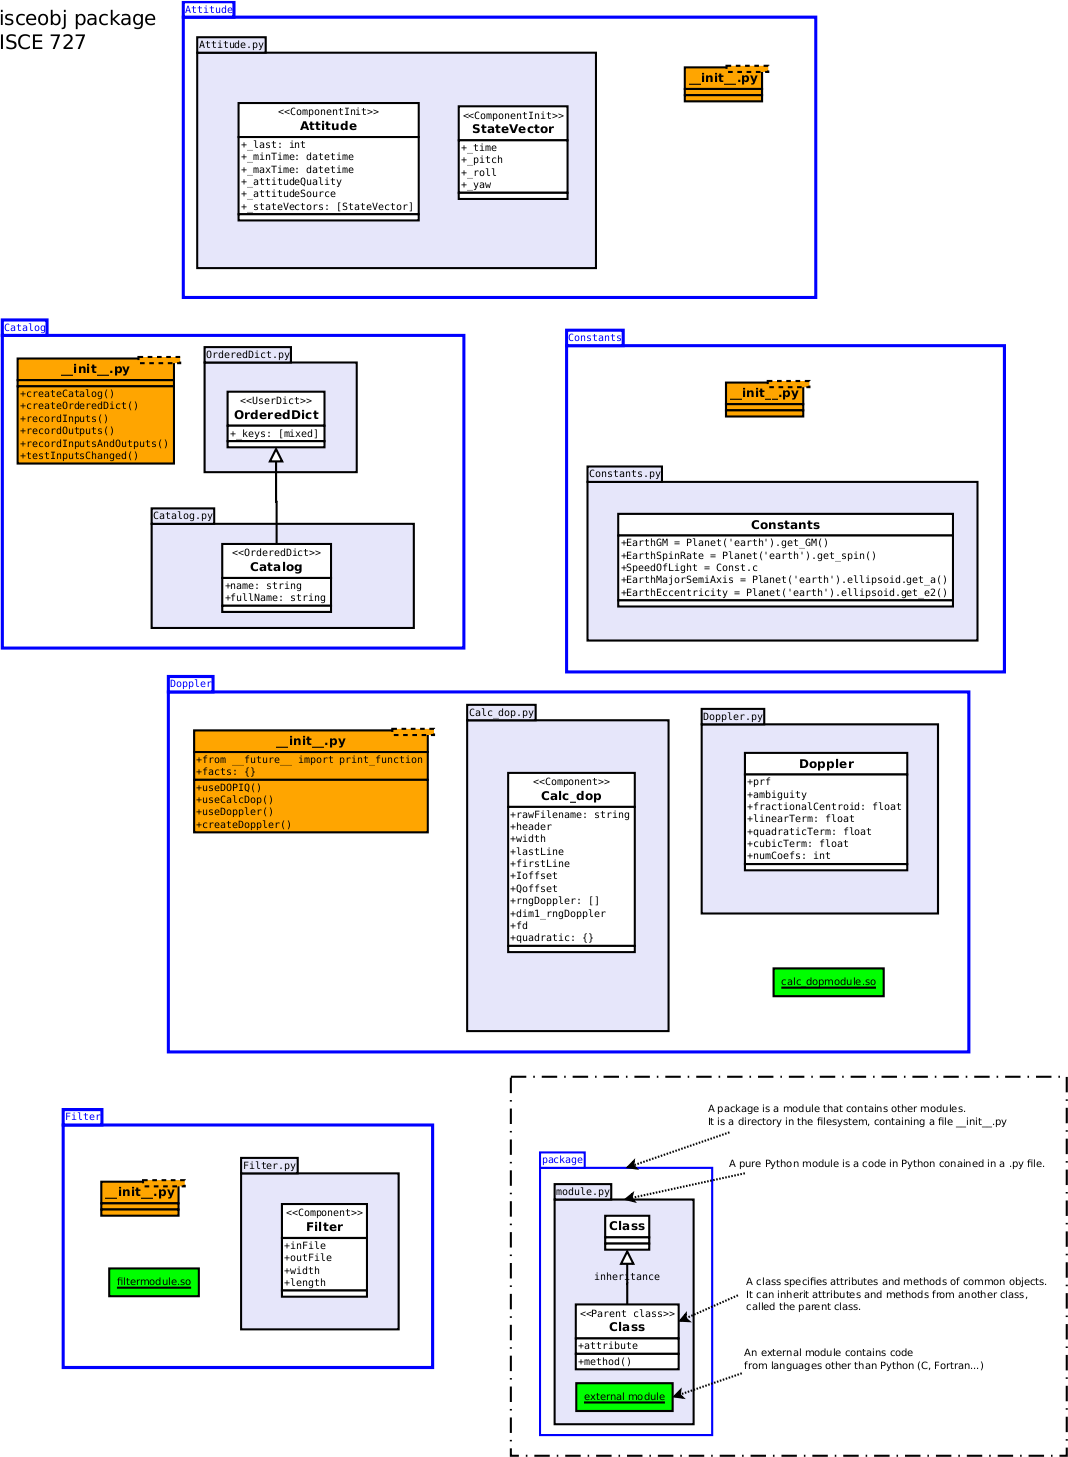 isceobj package
ISCE 727
Attitude
Attitude.py
<<ComponentInit>>
Attitude
+_last: int
+_minTime: datetime
+_maxTime: datetime
+_attitudeQuality
+_attitudeSource
+_stateVectors: [StateVector]
<<ComponentInit>>
StateVector
+_time
+_pitch
+_roll
+_yaw
__init__.py
Catalog
__init__.py
+createCatalog()
+createOrderedDict()
+recordInputs()
+recordOutputs()
+recordInputsAndOutputs()
+testInputsChanged()
OrderedDict.py
<<UserDict>>
OrderedDict
+_keys: [mixed]
Catalog.py
<<OrderedDict>>
Catalog
+name: string
+fullName: string
Constants
__init__.py
Constants.py
Constants
+EarthGM = Planet('earth').get_GM()
+EarthSpinRate = Planet('earth').get_spin()
+SpeedOfLight = Const.c
+EarthMajorSemiAxis = Planet('earth').ellipsoid.get_a()
+EarthEccentricity = Planet('earth').ellipsoid.get_e2()
Doppler
__init__.py
+from __future__ import print_function
+facts: {}
+useDOPIQ()
+useCalcDop()
+useDoppler()
+createDoppler()
Calc_dop.py
<<Component>>
Calc_dop
+rawFilename: string
+header
+width
+lastLine
+firstLine
+Ioffset
+Qoffset
+rngDoppler: []
+dim1_rngDoppler
+fd
+quadratic: {}
Doppler.py
Doppler
+prf
+ambiguity
+fractionalCentroid: float
+linearTerm: float
+quadraticTerm: float
+cubicTerm: float
+numCoefs: int
calc_dopmodule.so
Filter
__init__.py
filtermodule.so
Filter.py
<<Component>>
Filter
+inFile
+outFile
+width
+length
A package is a module that contains other modules.
It is a directory in the filesystem, containing a file __init__.py
package
A pure Python module is a code in Python conained in a .py file.
module.py
Class
inheritance
<<Parent class>>
Class
+attribute
+method()
A class specifies attributes and methods of common objects.
It can inherit attributes and methods from another class,
called the parent class.
An external module contains code
from languages other than Python (C, Fortran...)
external module